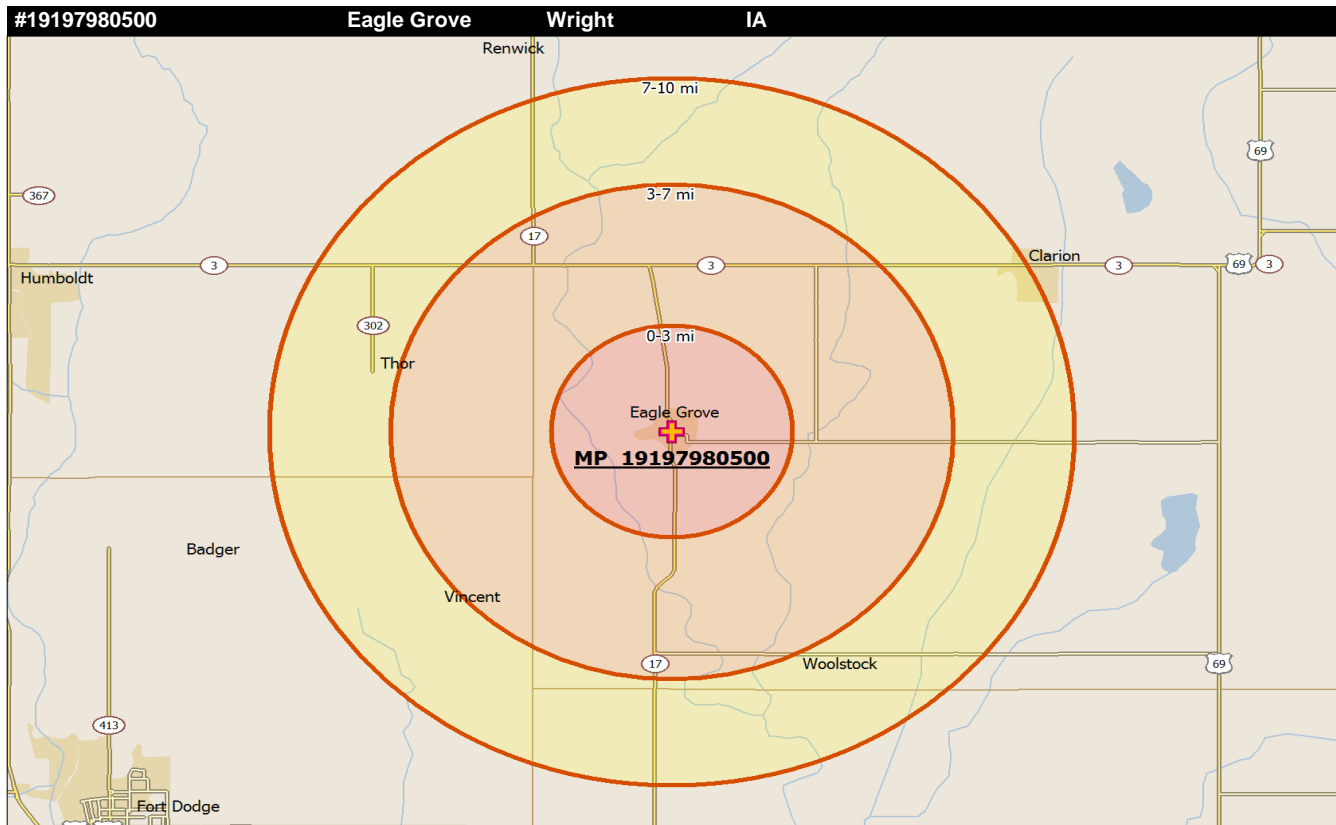 #19197980500 Eagle Grove Wright IA
Renwick
7-10 mi
69
3-7 mi
367
17
Clarion
3
3
3
69
3
Humboldt
302
0-3 mi
Thor
Eagle Grove
MP 19197980500
Badger
Vincent
17
Woolstock
69
413
Fort Dodge